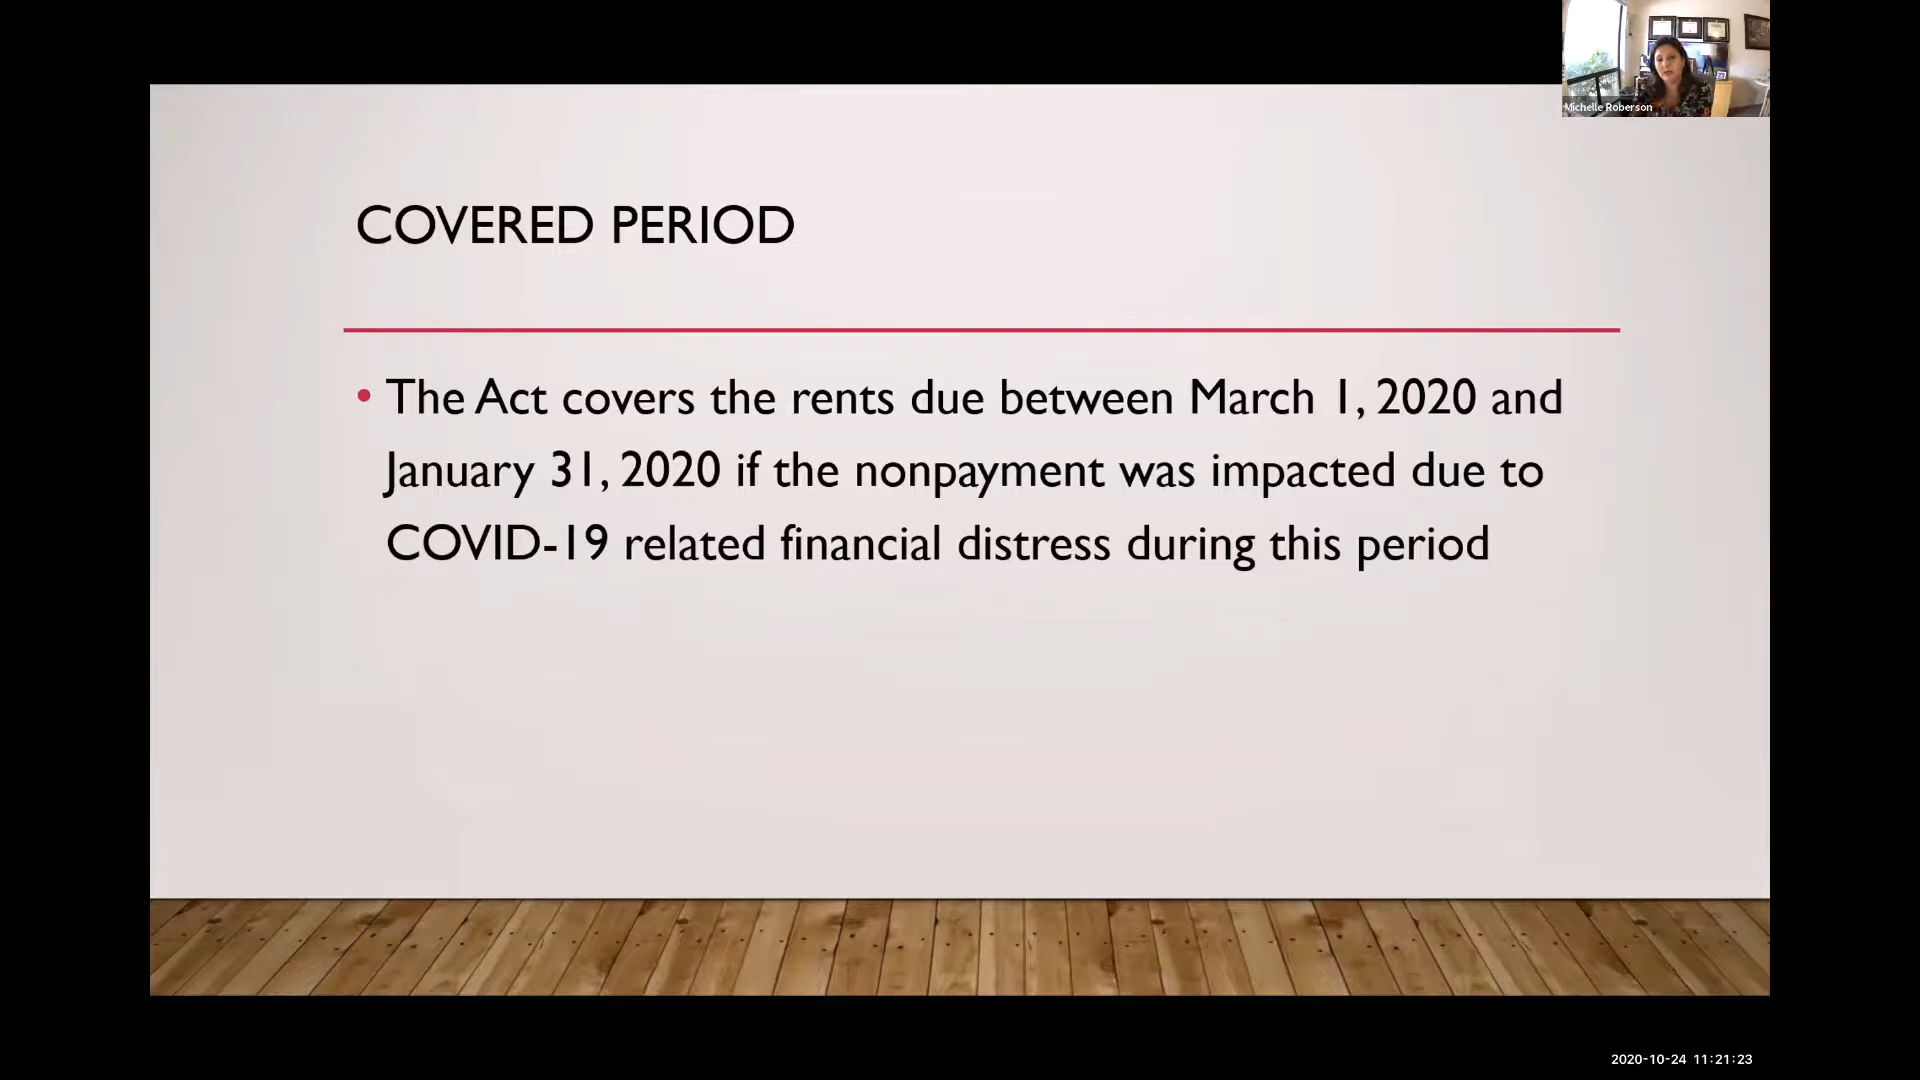 Michelle Roberson
COVERED PERIOD
• The Act covers the rents due between March 1, 2020 and
January 31, 2020 if the nonpayment was impacted due to
COVID-19 related financial distress during this period
2020-10-24 11:21:23